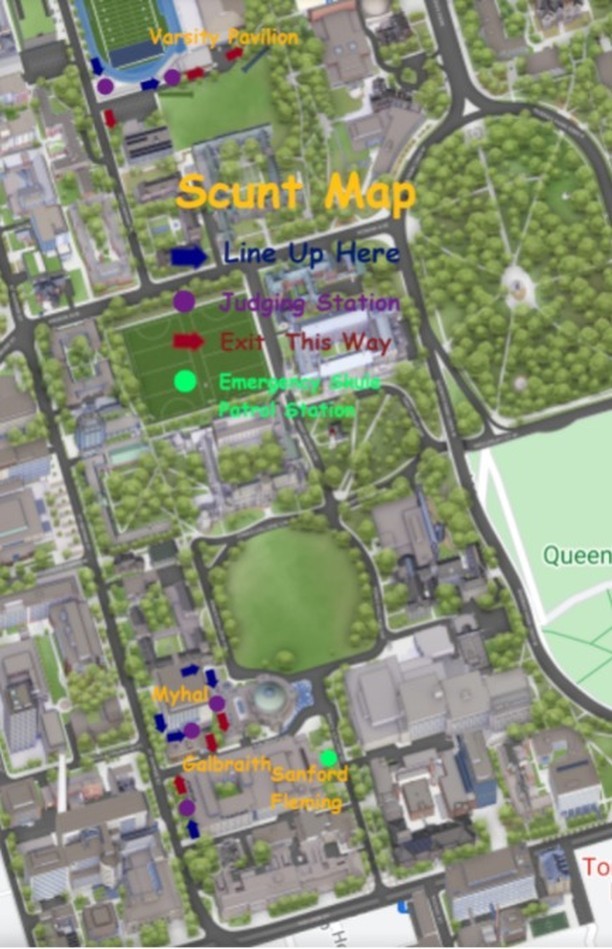 Varsity Pavilion
Scunt Map
Line Up Here
Judging Station
Exit This Way
Emergency Skule
Patrol Station
Queen
Myhal
Galbraith
Sanford
Fleming
To